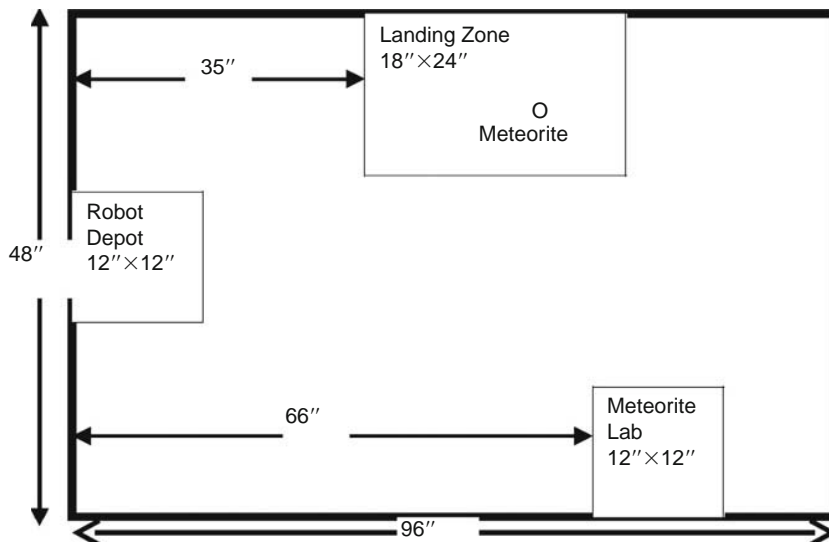 Landing Zone
18″×24″
35″
O
Meteorite
Robot
Depot
12″×12″
48″
66″
Meteorite
Lab
12″×12″
96″